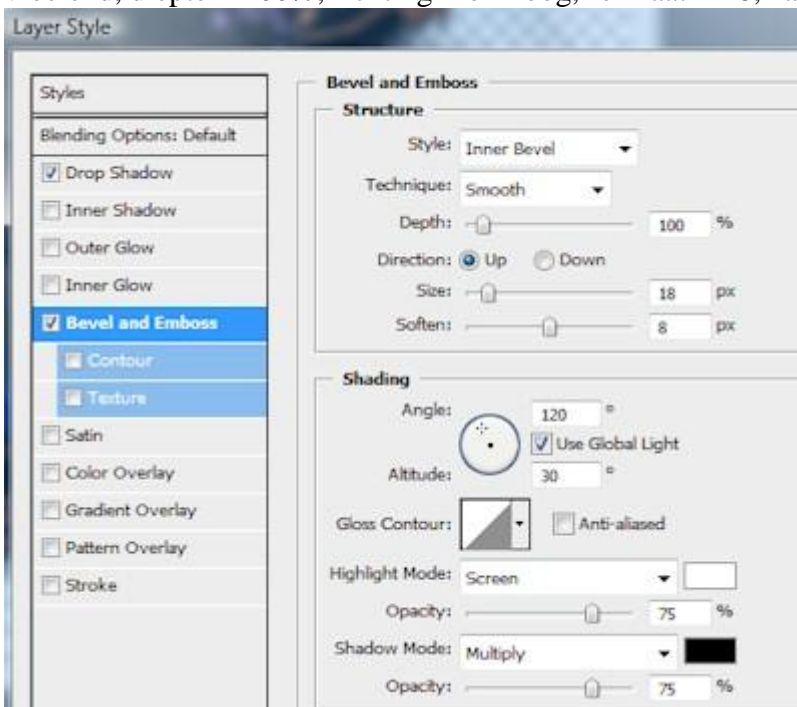 Layer Style
Styles
Blending Options: Default
Drop Shadow
Inner Shadow
Outer Glow
Inner Glow
Bevel and Emboss
Contour
Texture
Satin
Color Overlay
Gradient Overlay
Pattern Overlay
Stroke
Bevel and Emboss
Structure
Style: Inner Bevel
Technique: Smooth
Depth: 100 %
Direction: Up Down
Size: 18 px
Soften: 8 px
Shading
Angle: 120 °
Use Global Light
Altitude: 30 °
Gloss Contour: Anti-aliased
Highlight Mode: Screen
Opacity: 75 %
Shadow Mode: Multiply
Opacity: 75 %